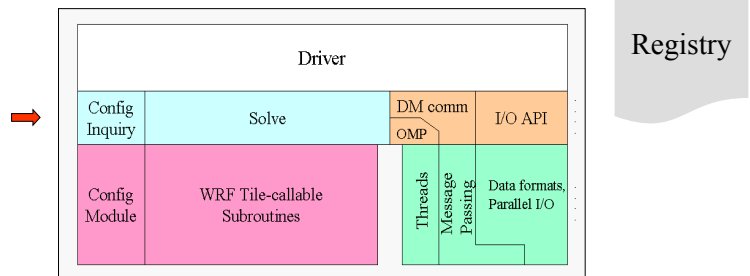 Driver
Registry
Config
Inquiry
Solve
DM comm
OMP
I/O API
Config
Module
WRF Tile-callable
Subroutines
Threads
Message
Passing
Data formats,
Parallel I/O